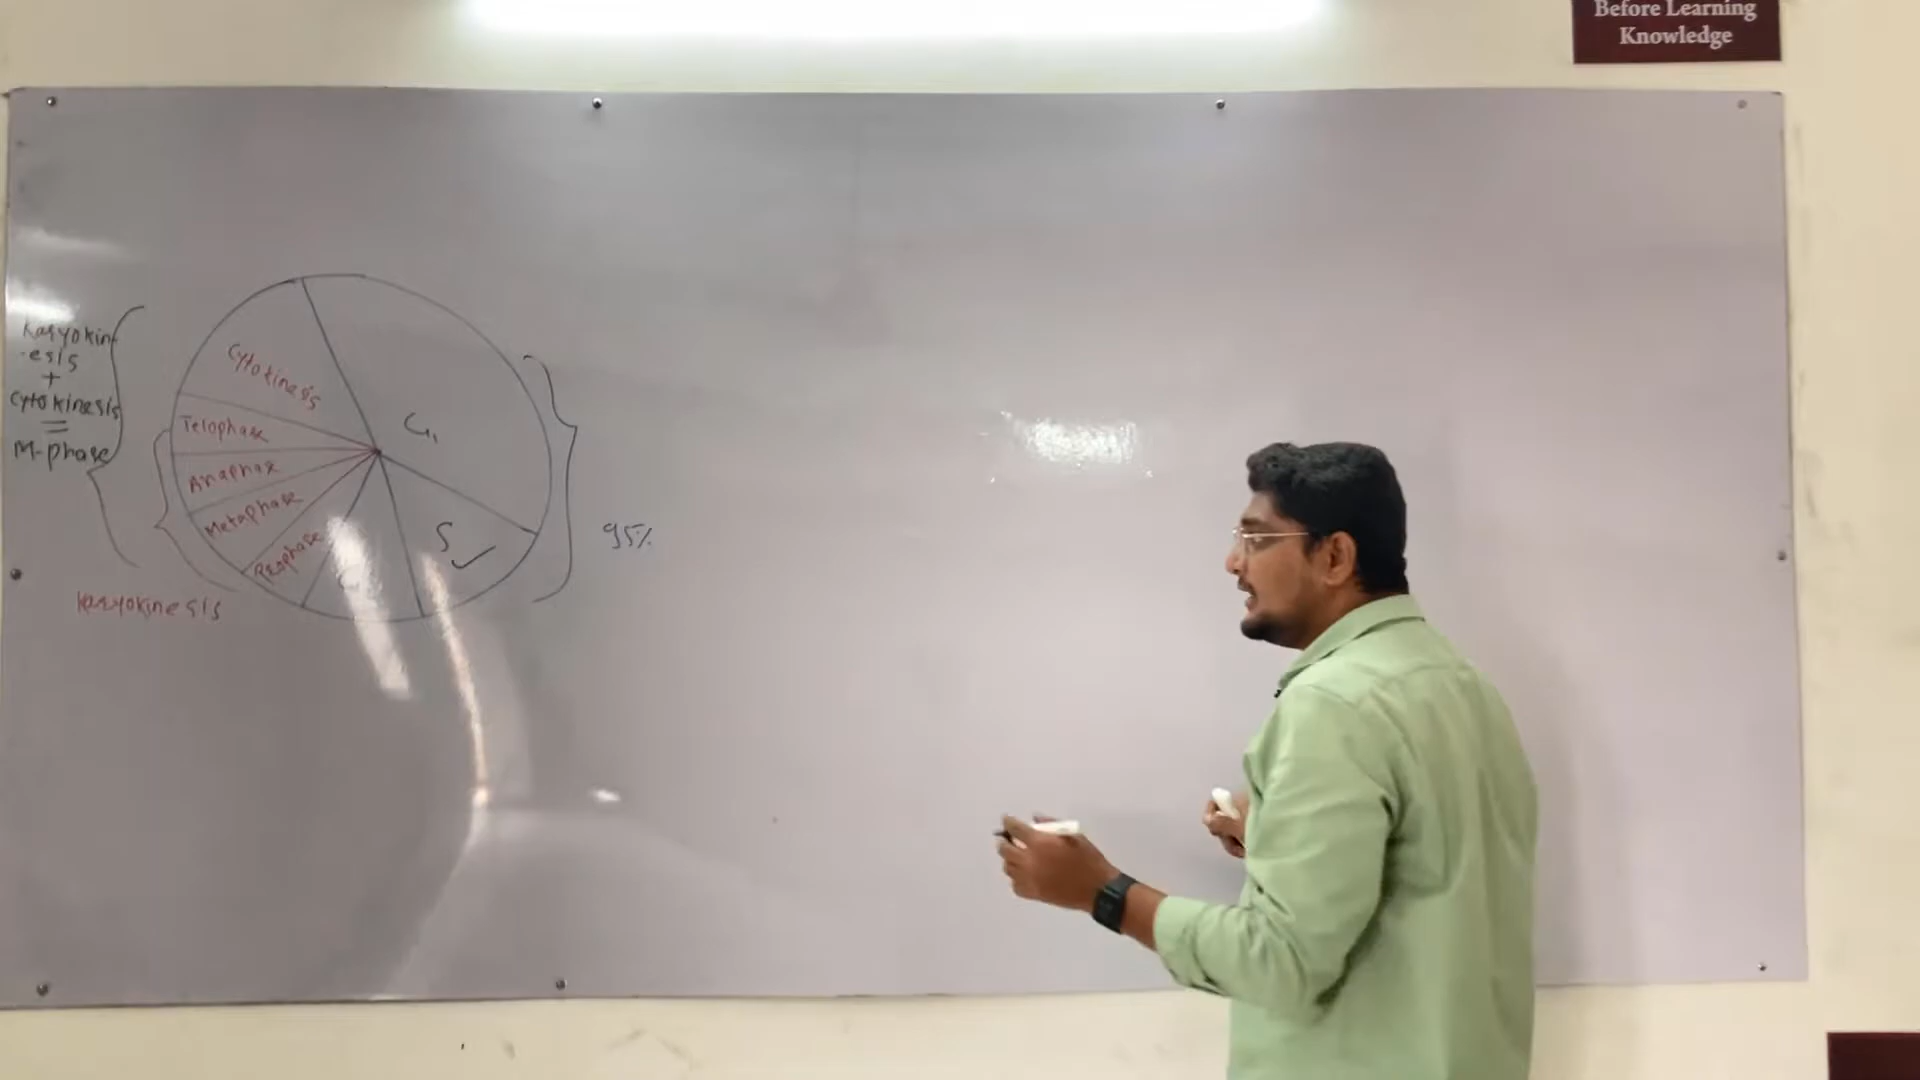 Before Learning
Knowledge
Karyokin
-esis
+
Cytokinesis
=
M-phase
Cytokinesis
Telophase
Anaphase
Metaphase
Prophase
G1
S
95%
Karyokinesis